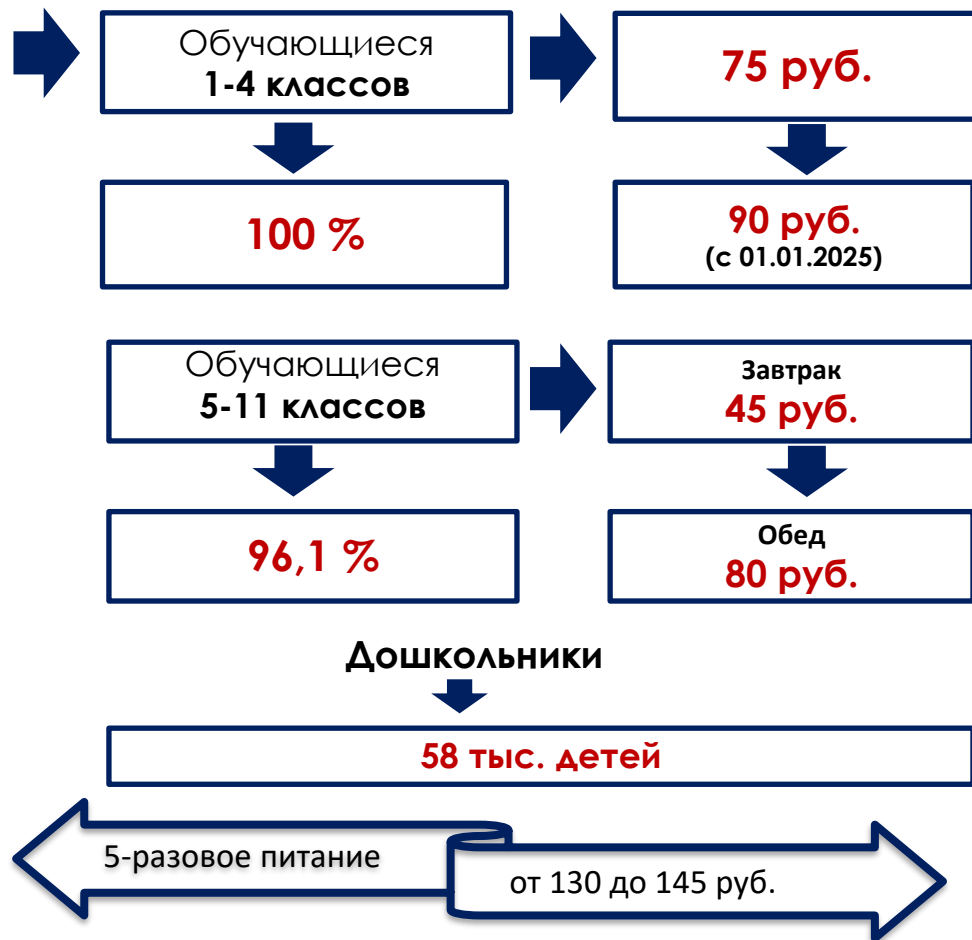 Обучающиеся
1-4 классов
75 руб.
100 %
90 руб.
(с 01.01.2025)
Обучающиеся
5-11 классов
Завтрак
45 руб.
96,1 %
Обед
80 руб.
Дошкольники
58 тыс. детей
5-разовое питание
от 130 до 145 руб.